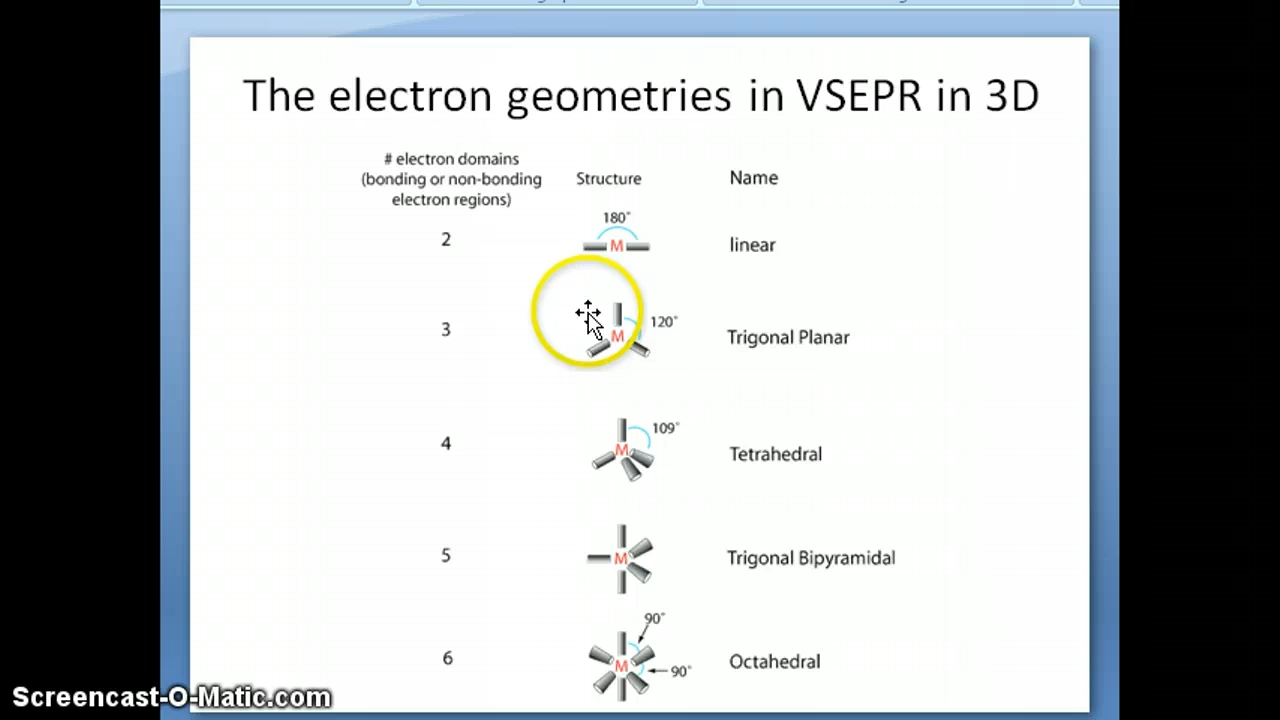 The electron geometries in VSEPR in 3D
# electron domains
(bonding or non-bonding
electron regions)
Structure
Name
2
180°
M
linear
3
M
120°
Trigonal Planar
4
109°
M
Tetrahedral
5
M
Trigonal Bipyramidal
6
90°
M
90°
Octahedral
Screencast-O-Matic.com